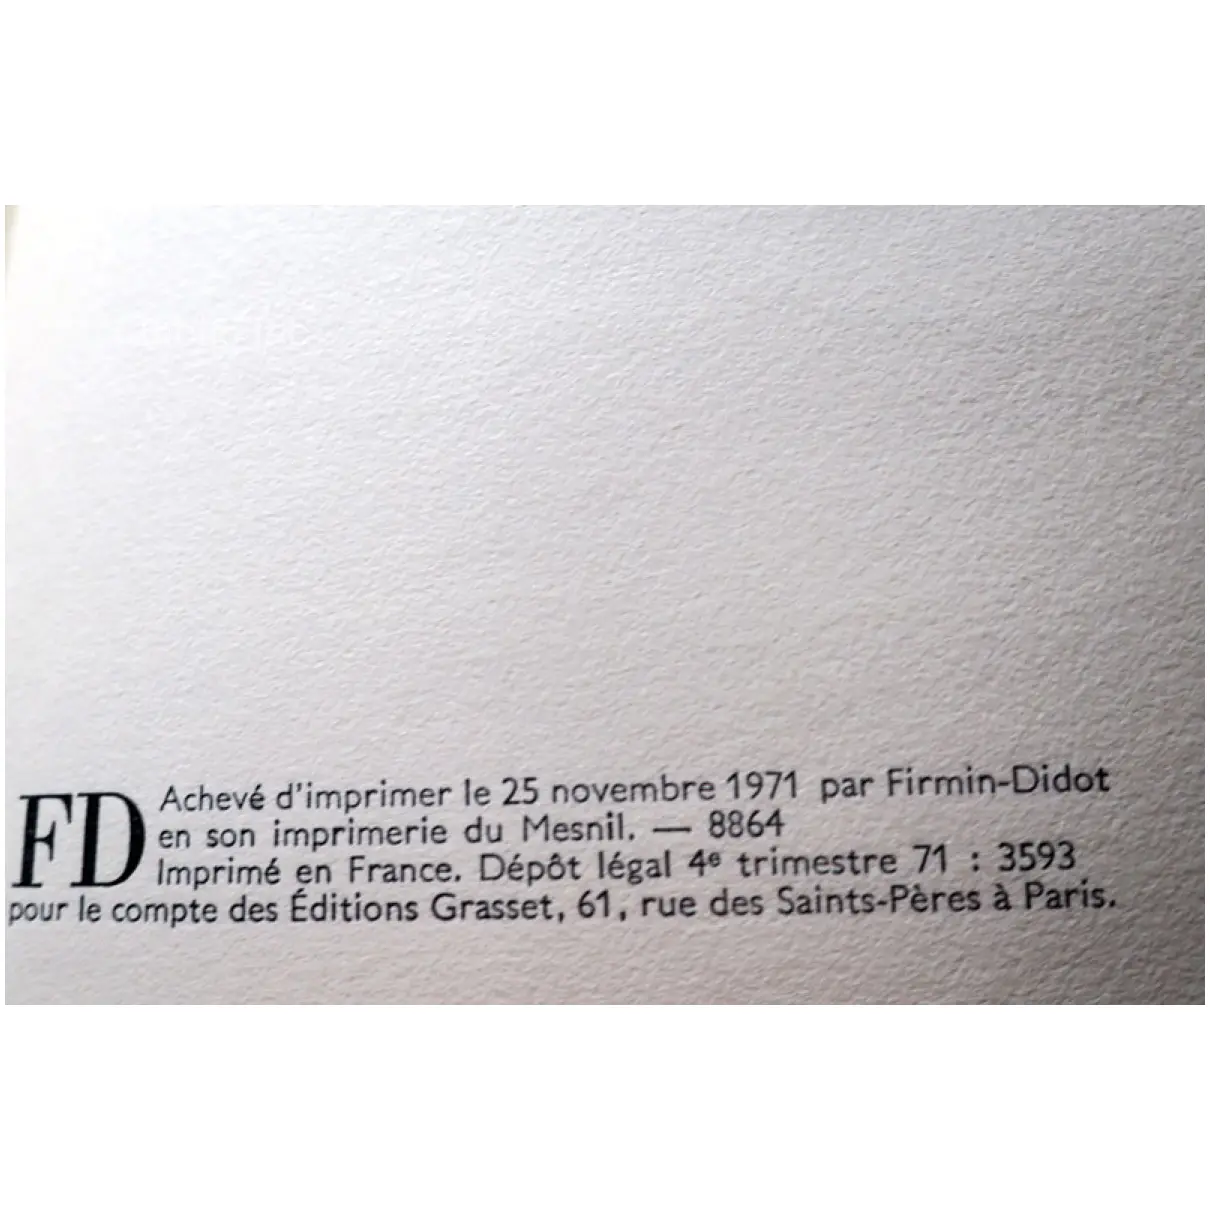 FD
Achevé d'imprimer le 25 novembre 1971 par Firmin-Didot
en son imprimerie du Mesnil. — 8864
Imprimé en France. Dépôt légal 4e trimestre 71 : 3593
pour le compte des Éditions Grasset, 61, rue des Saints-Pères à Paris.